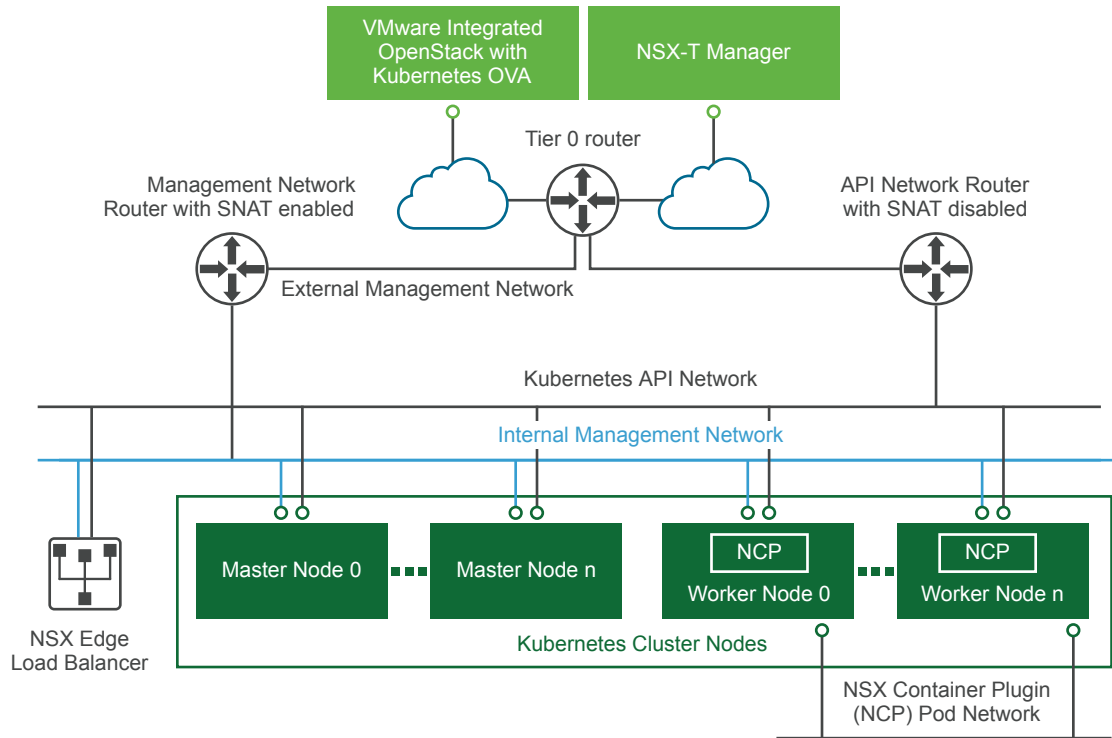 VMware Integrated
OpenStack with
Kubernetes OVA
NSX-T Manager
Tier 0 router
Management Network
Router with SNAT enabled
API Network Router
with SNAT disabled
External Management Network
Kubernetes API Network
Internal Management Network
Master Node 0
Master Node n
NCP
Worker Node 0
NCP
Worker Node n
NSX Edge
Load Balancer
Kubernetes Cluster Nodes
NSX Container Plugin
(NCP) Pod Network